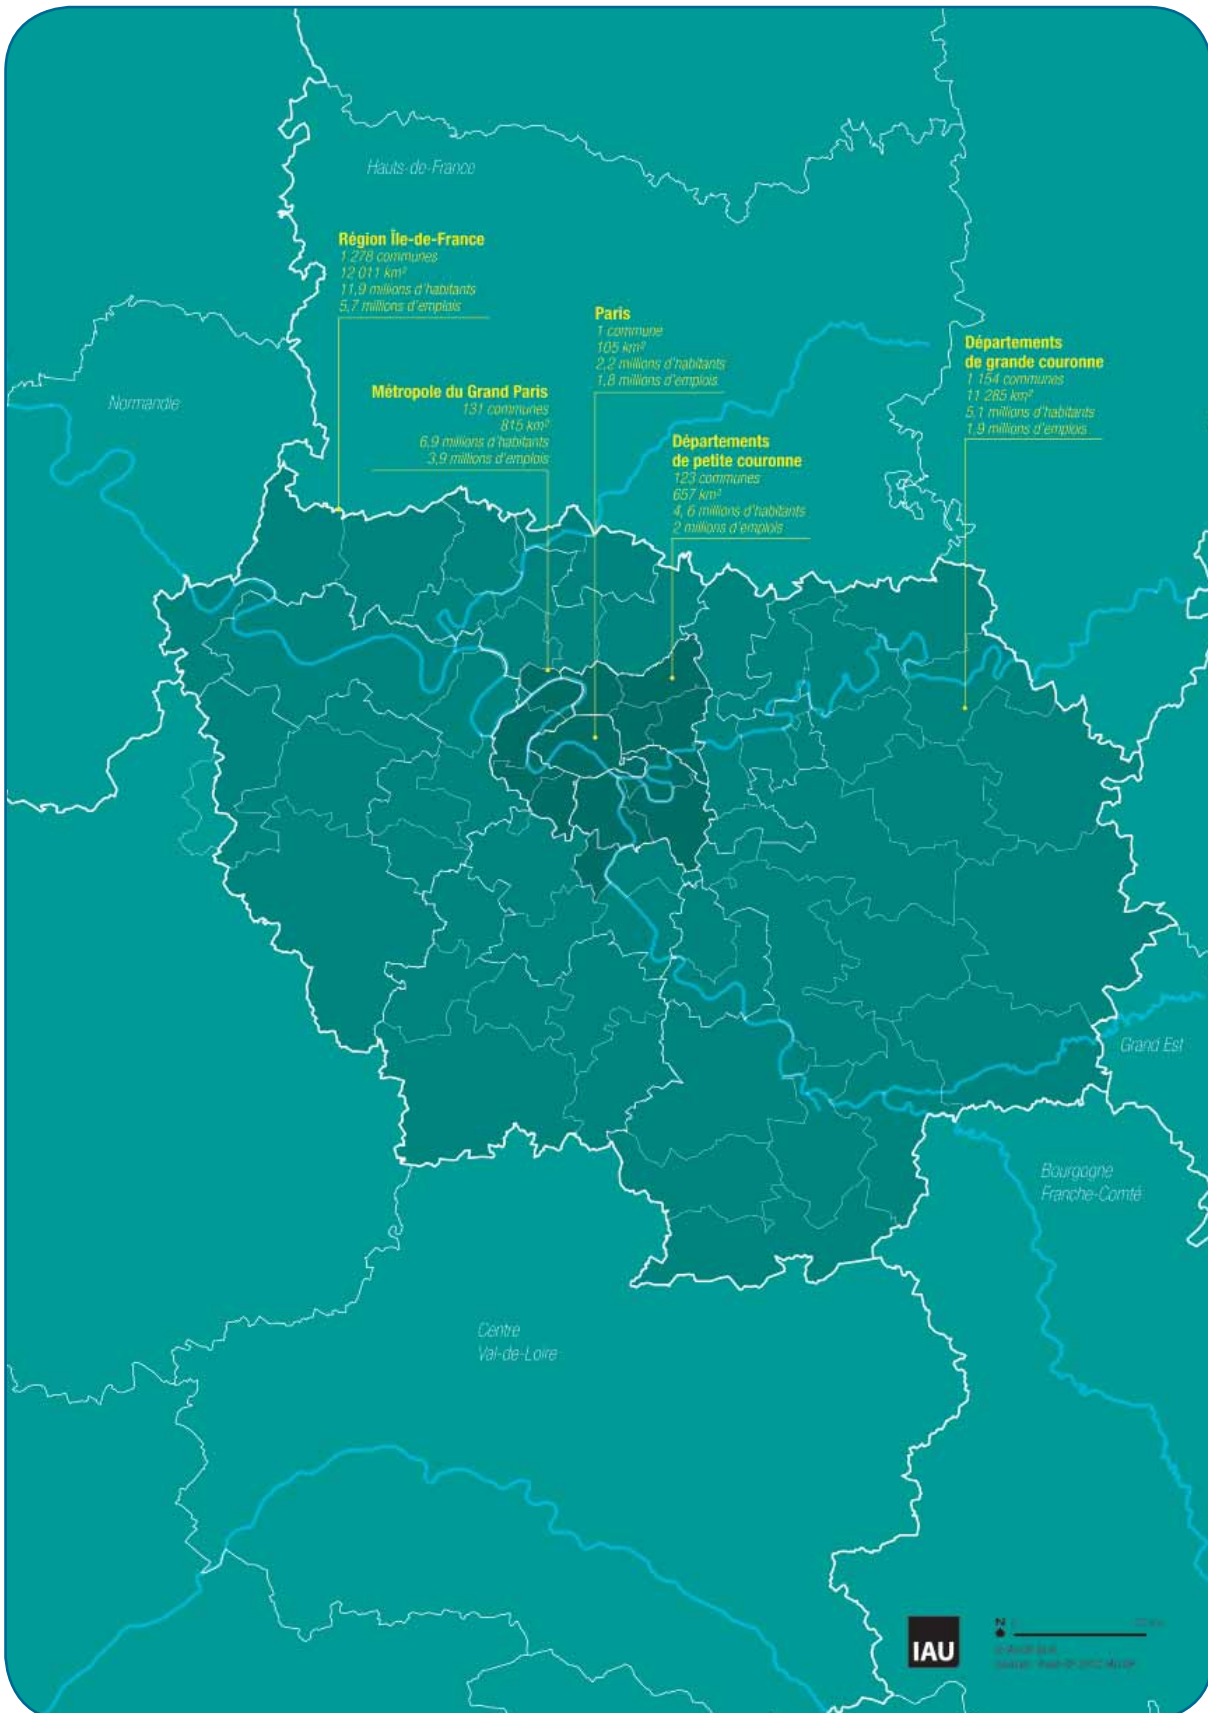 Hauts-de-France
Région Île-de-France
1 278 communes
12 011 km²
11,9 millions d'habitants
5,7 millions d'emplois
Paris
1 commune
105 km²
2,2 millions d'habitants
1,8 millions d'emplois
Départements
de grande couronne
1 154 communes
11 285 km²
5,1 millions d'habitants
1,9 millions d'emplois
Normandie
Métropole du Grand Paris
131 communes
815 km²
6,9 millions d'habitants
3,9 millions d'emplois
Départements
de petite couronne
123 communes
657 km²
4, 6 millions d'habitants
2 millions d'emplois
Grand Est
Bourgogne
Franche-Comté
Centre
Val-de-Loire
IAU
N